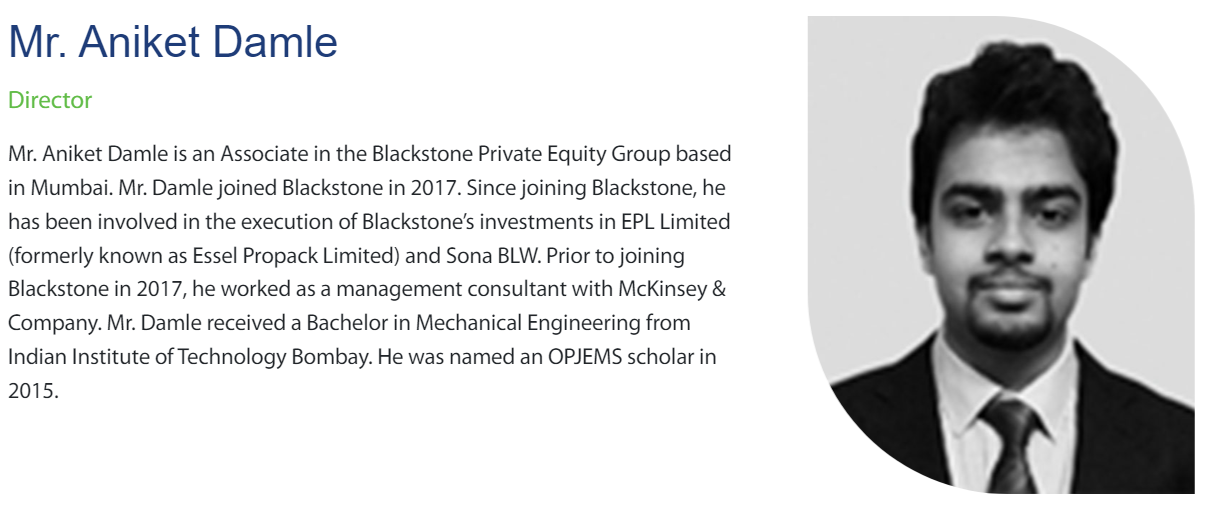 Mr. Aniket Damle
Director
Mr. Aniket Damle is an Associate in the Blackstone Private Equity Group based
in Mumbai. Mr. Damle joined Blackstone in 2017. Since joining Blackstone, he
has been involved in the execution of Blackstone’s investments in EPL Limited
(formerly known as Essel Propack Limited) and Sona BLW. Prior to joining
Blackstone in 2017, he worked as a management consultant with McKinsey &
Company. Mr. Damle received a Bachelor in Mechanical Engineering from
Indian Institute of Technology Bombay. He was named an OPJEMS scholar in
2015.